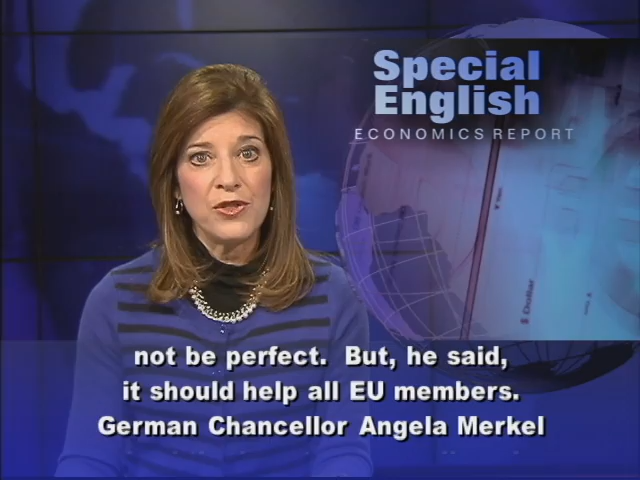 Special
English
ECONOMICS REPORT
not be perfect. But, he said,
it should help all EU members.
German Chancellor Angela Merkel